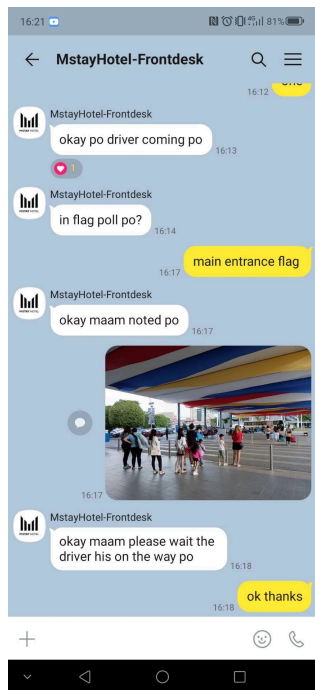 16:21
81%
MstayHotel-Frontdesk
16:12
MstayHotel-Frontdesk
okay po driver coming po
16:13
1
MstayHotel-Frontdesk
in flag poll po?
16:14
main entrance flag
16:17
MstayHotel-Frontdesk
okay maam noted po
16:17
16:17
MstayHotel-Frontdesk
okay maam please wait the
driver his on the way po
16:18
ok thanks
16:18